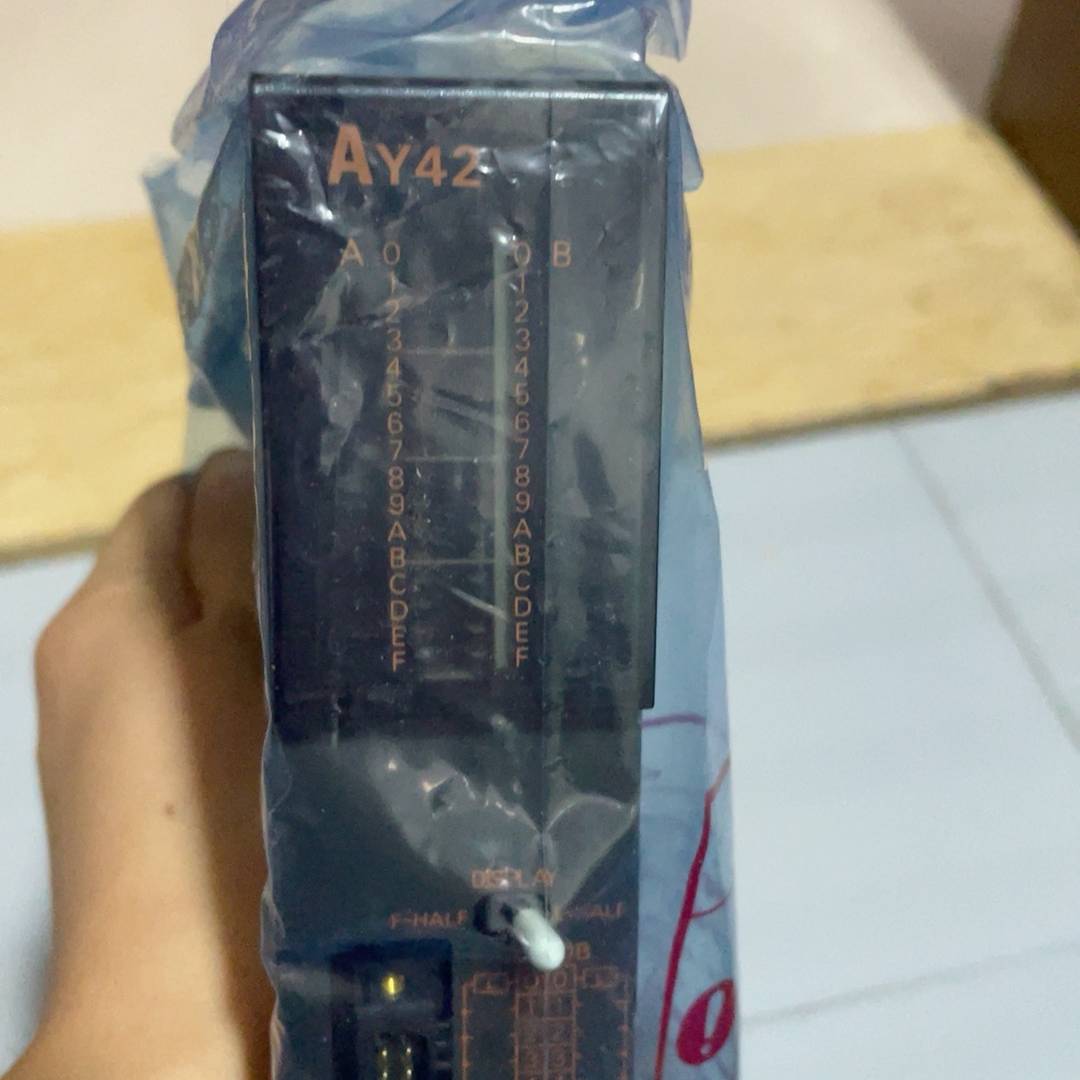 AY42
A 0 0 B
1 1
2 2
3 3
4 4
5 5
6 6
7 7
8 8
9 9
A A
B B
C C
D D
E E
F F
DISPLAY
F-HALF L-HALF